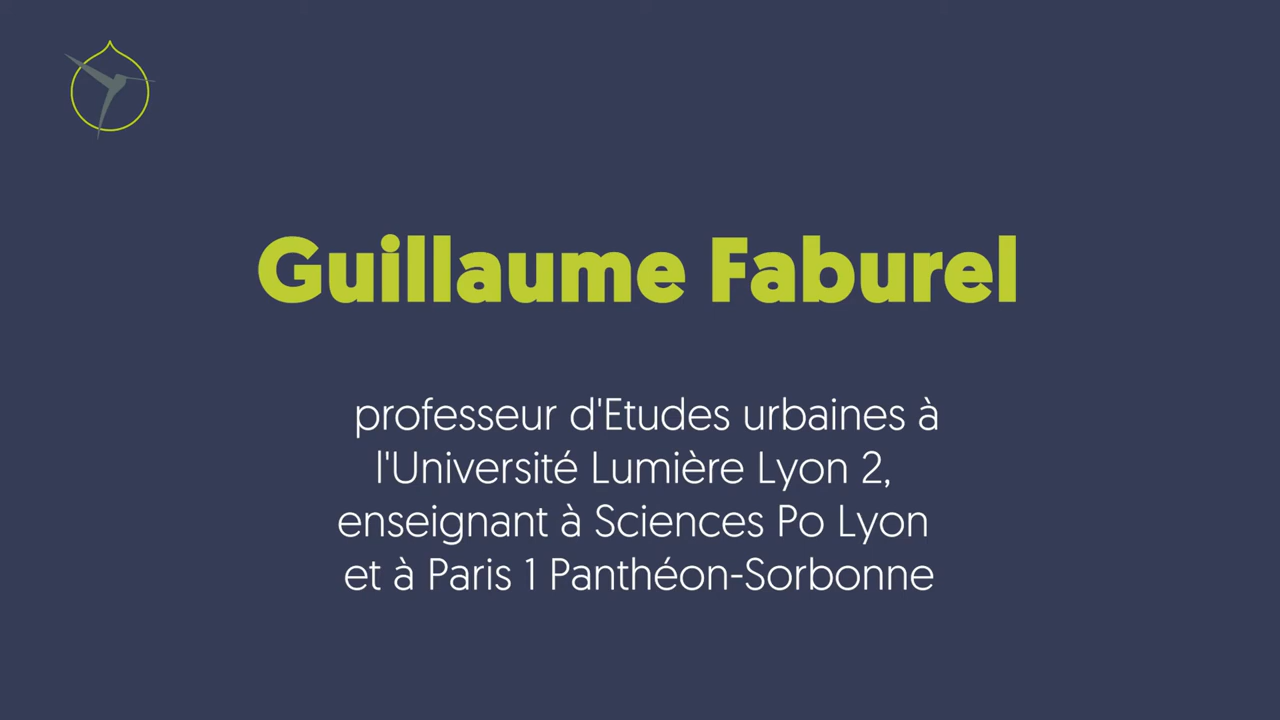 Guillaume Faburel
professeur d'Etudes urbaines à
l'Université Lumière Lyon 2,
enseignant à Sciences Po Lyon
et à Paris 1 Panthéon-Sorbonne